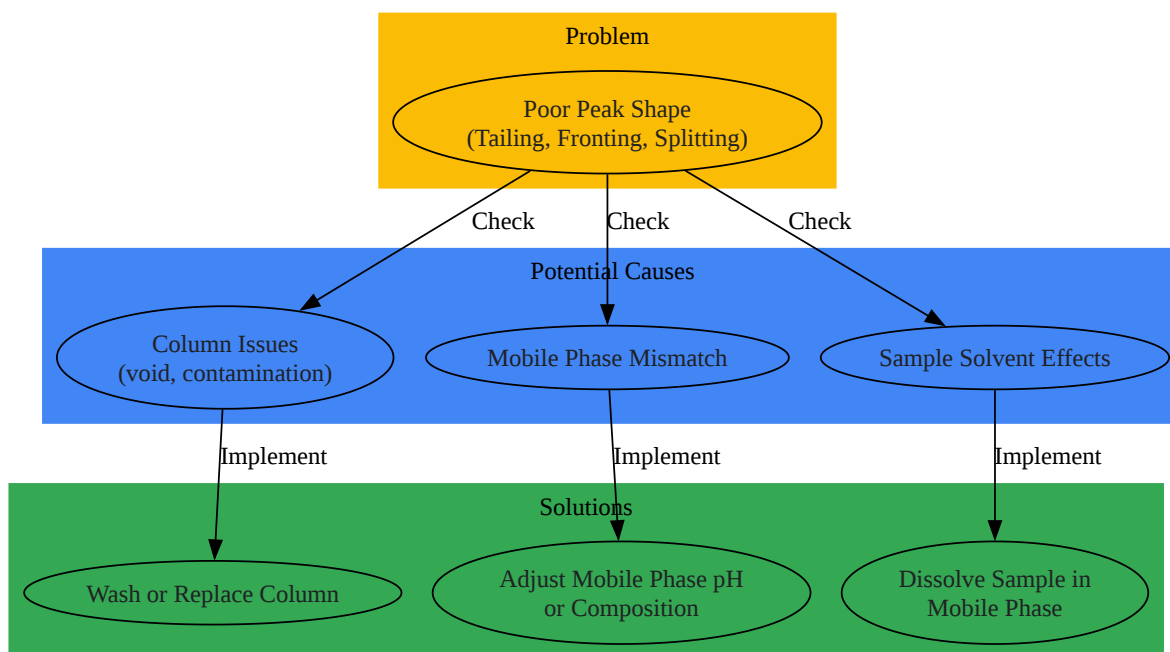 Problem
Poor Peak Shape
(Tailing, Fronting, Splitting)
Check
Check
Check
Potential Causes
Column Issues
(void, contamination)
Mobile Phase Mismatch
Sample Solvent Effects
Implement
Implement
Implement
Solutions
Wash or Replace Column
Adjust Mobile Phase pH
or Composition
Dissolve Sample in
Mobile Phase